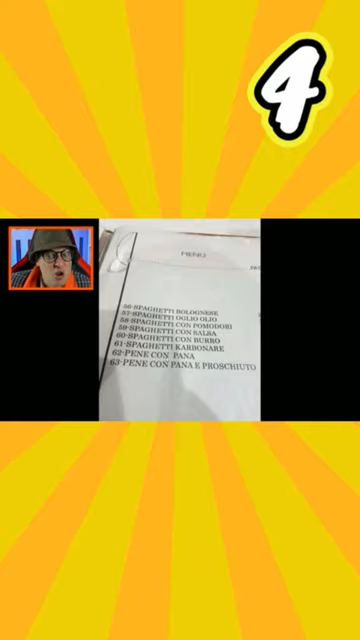 4
MENU
56-SPAGHETTI BOLOGNESE
57-SPAGHETTI OGLIO OLIO
58-SPAGHETTI CON POMODORI
59-SPAGHETTI CON SALSA
60-SPAGHETTI CON BURRO
61-SPAGHETTI KARBONARE
62-PENE CON PANA
63-PENE CON PANA E PROSCHIUTO